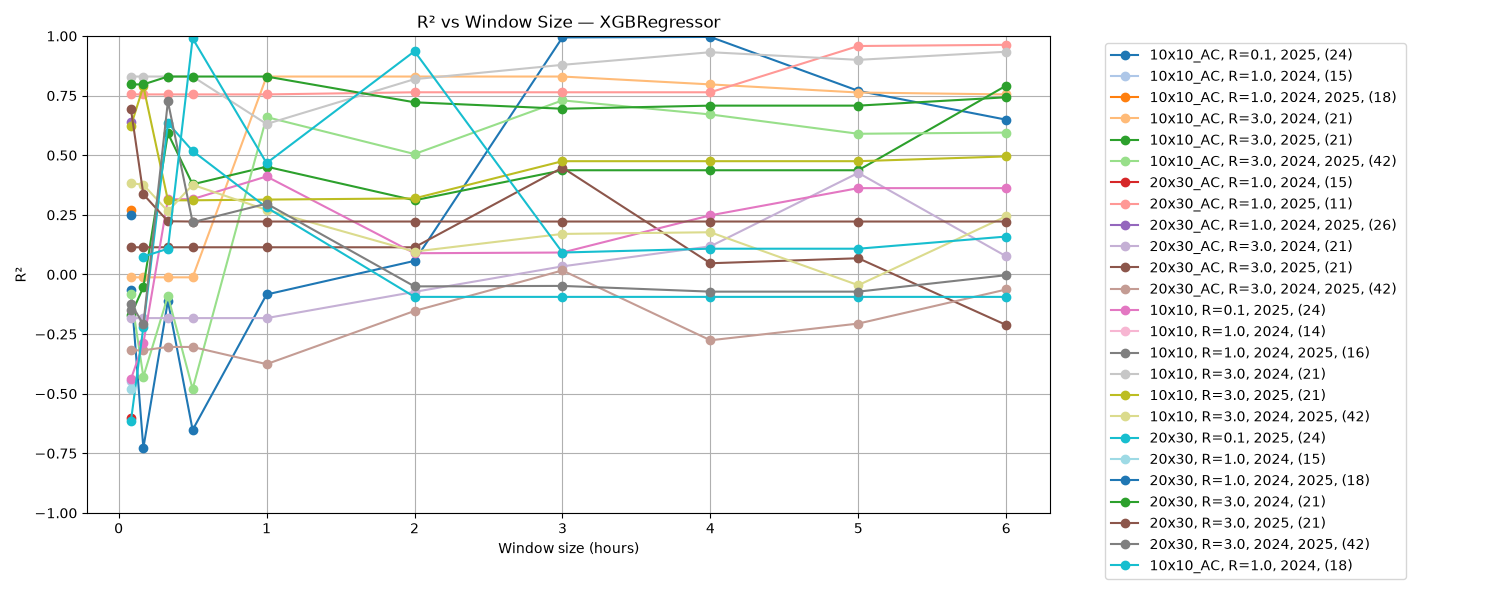 R² vs Window Size — XGBRegressor
1.00
0.75
0.50
0.25
0.00
−0.25
−0.50
−0.75
−1.00
R²
0 1 2 3 4 5 6
Window size (hours)
10x10_AC, R=0.1, 2025, (24)
10x10_AC, R=1.0, 2024, (15)
10x10_AC, R=1.0, 2024, 2025, (18)
10x10_AC, R=3.0, 2024, (21)
10x10_AC, R=3.0, 2025, (21)
10x10_AC, R=3.0, 2024, 2025, (42)
20x30_AC, R=1.0, 2024, (15)
20x30_AC, R=1.0, 2025, (11)
20x30_AC, R=1.0, 2024, 2025, (26)
20x30_AC, R=3.0, 2024, (21)
20x30_AC, R=3.0, 2025, (21)
20x30_AC, R=3.0, 2024, 2025, (42)
10x10, R=0.1, 2025, (24)
10x10, R=1.0, 2024, (14)
10x10, R=1.0, 2024, 2025, (16)
10x10, R=3.0, 2024, (21)
10x10, R=3.0, 2025, (21)
10x10, R=3.0, 2024, 2025, (42)
20x30, R=0.1, 2025, (24)
20x30, R=1.0, 2024, (15)
20x30, R=1.0, 2024, 2025, (18)
20x30, R=3.0, 2024, (21)
20x30, R=3.0, 2025, (21)
20x30, R=3.0, 2024, 2025, (42)
10x10_AC, R=1.0, 2024, (18)